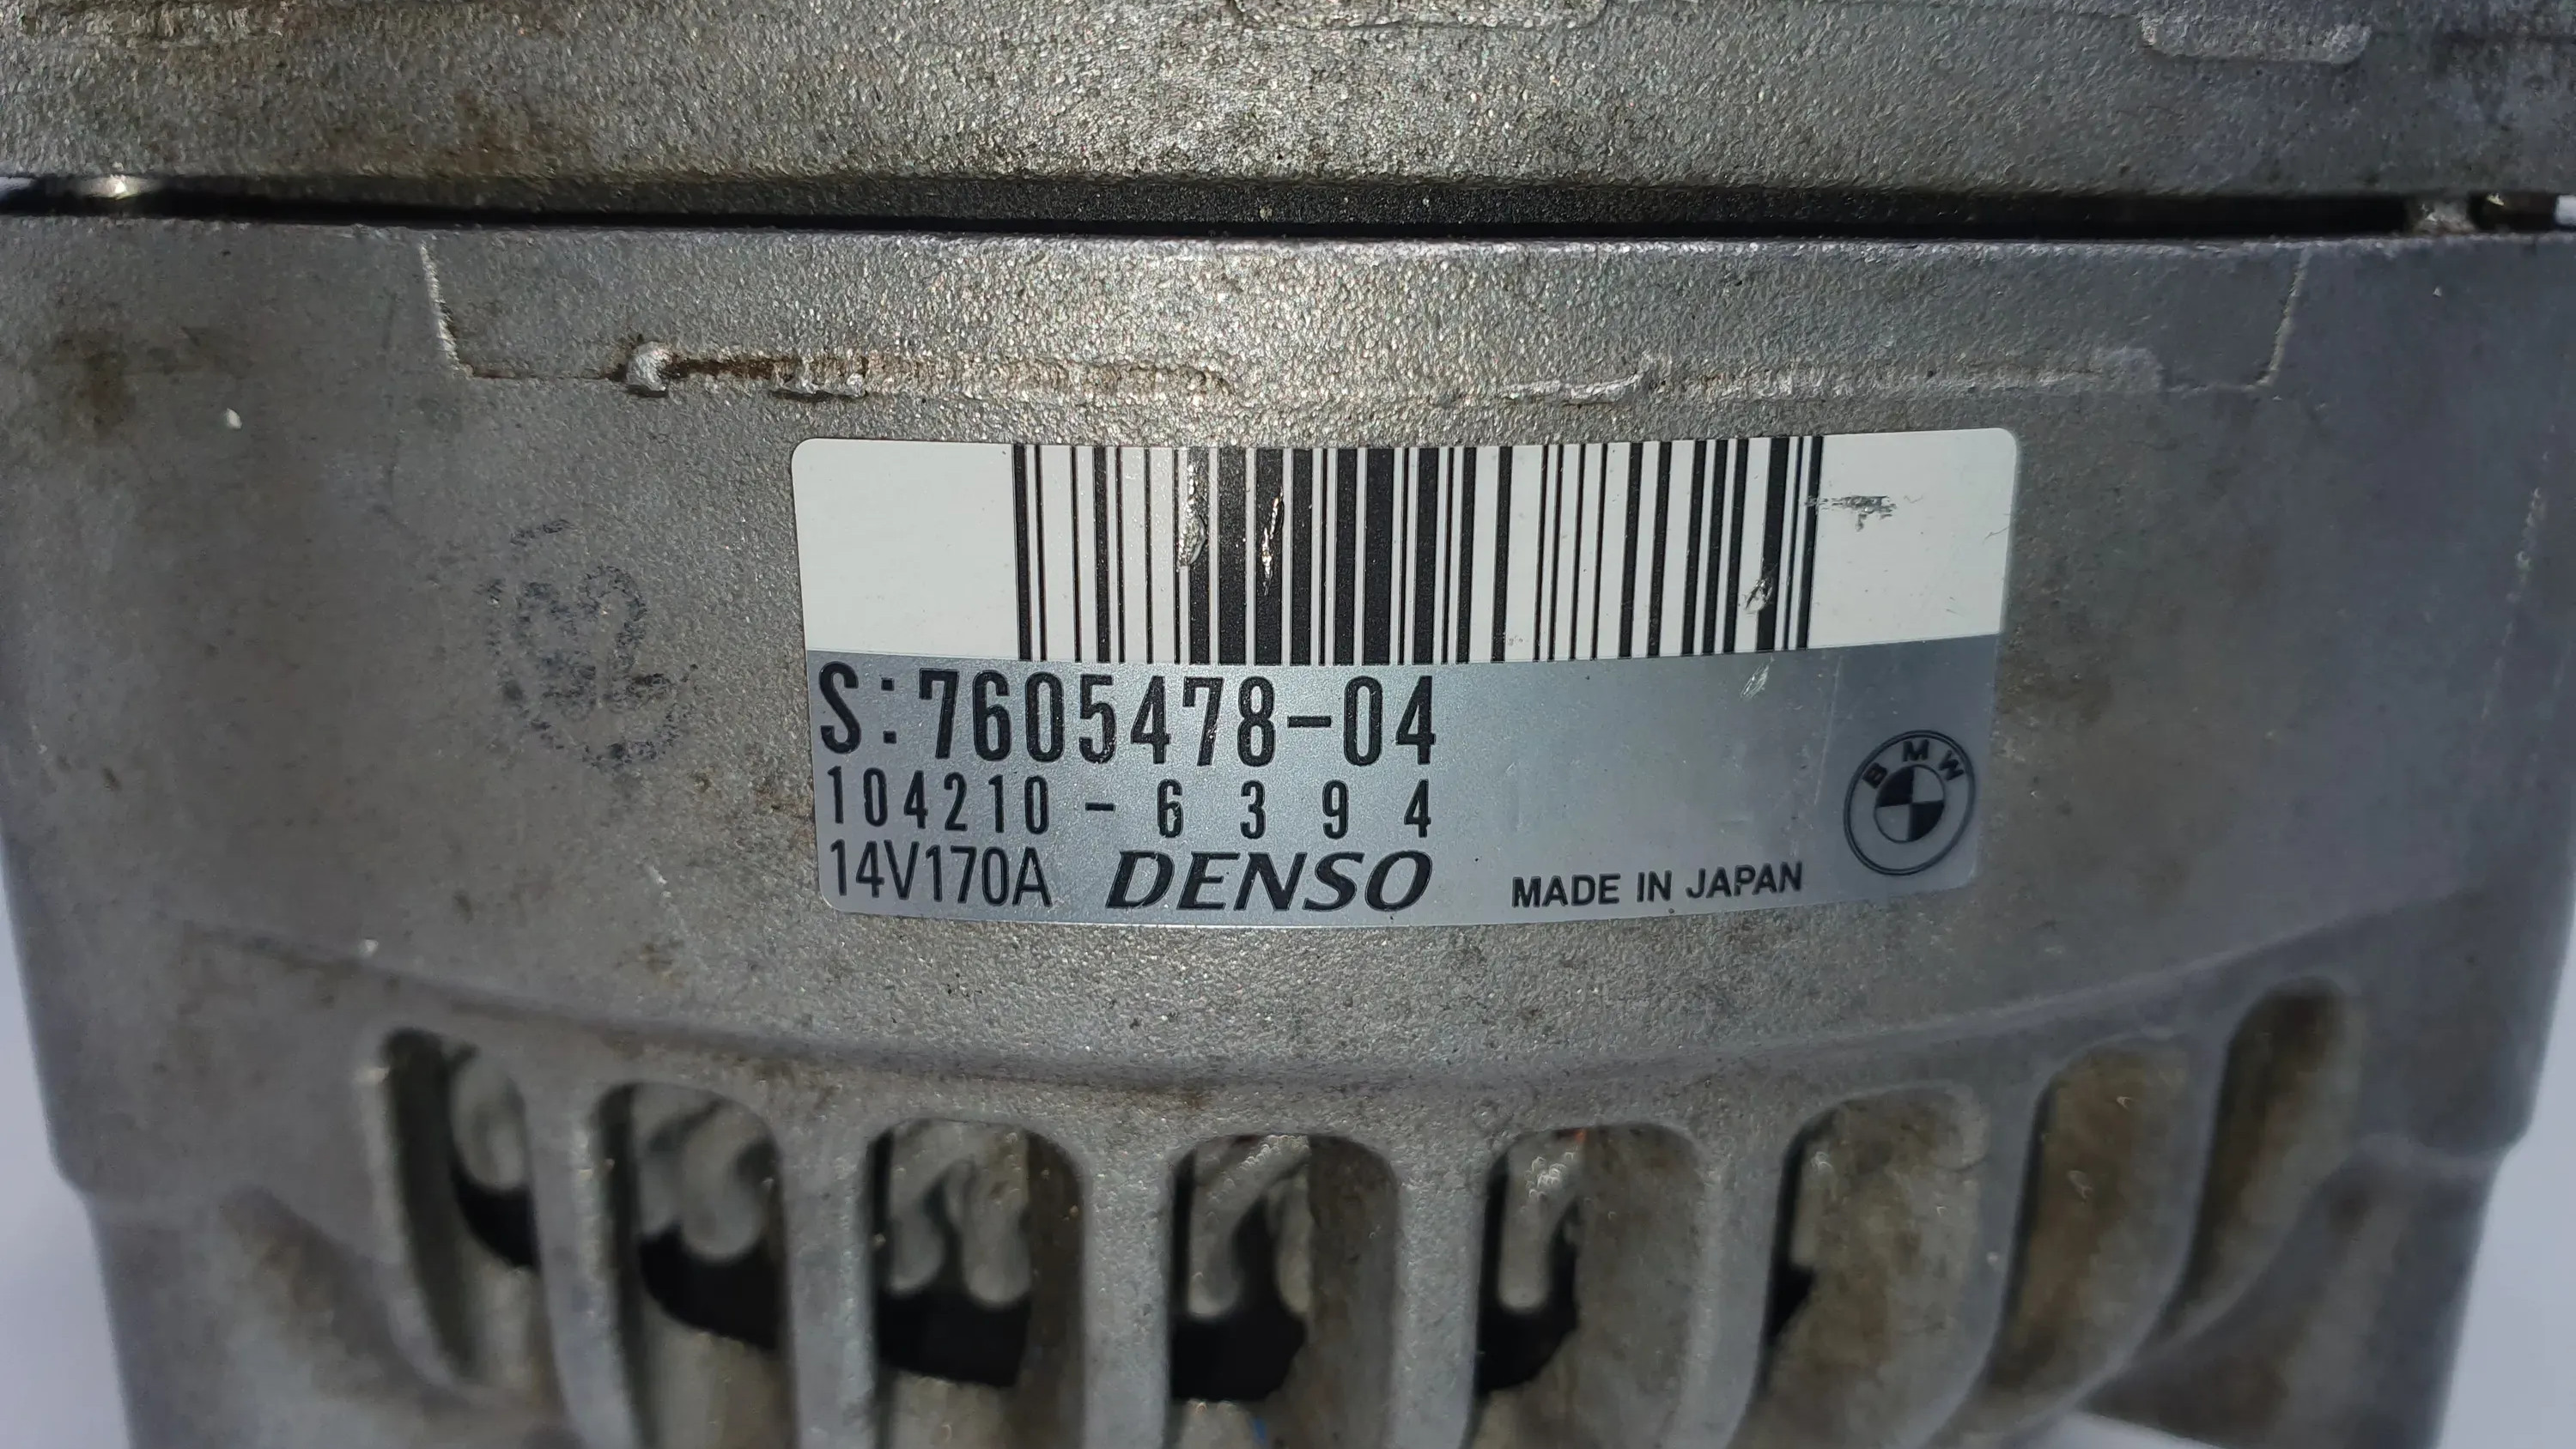 S:7605478-04
104210-6394
14V170A DENSO MADE IN JAPAN
BMW